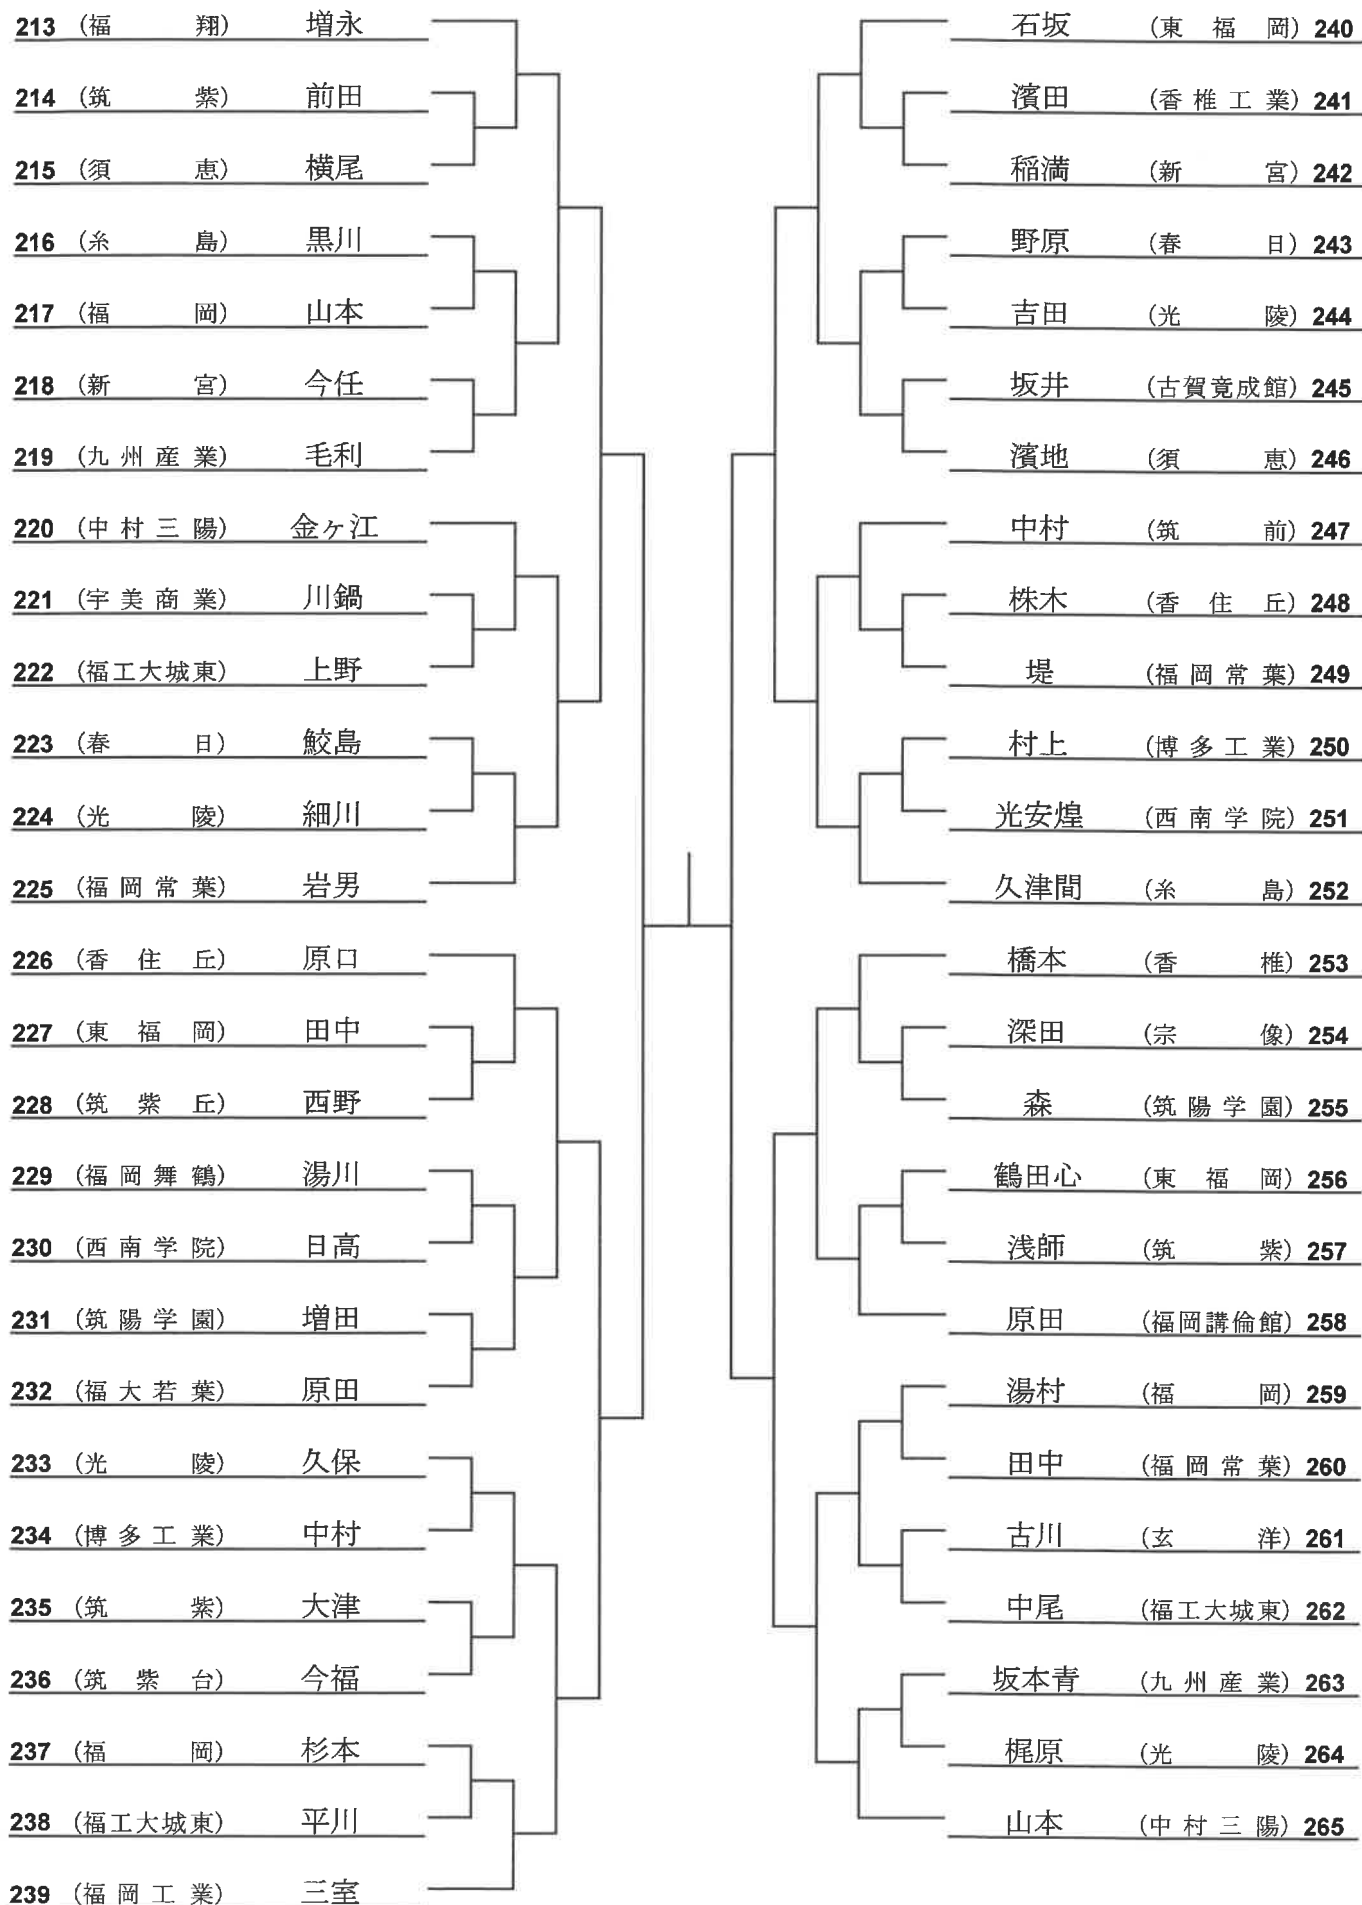 213 (福翔) 増永
214 (筑紫) 前田
215 (須恵) 横尾
216 (糸島) 黒川
217 (福岡) 山本
218 (新宮) 今任
219 (九州産業) 毛利
220 (中村三陽) 金ヶ江
221 (宇美商業) 川鍋
222 (福工大城東) 上野
223 (春日) 鮫島
224 (光陵) 細川
225 (福岡常葉) 岩男
226 (香住丘) 原口
227 (東福岡) 田中
228 (筑紫丘) 西野
229 (福岡舞鶴) 湯川
230 (西南学院) 日高
231 (筑陽学園) 増田
232 (福大若葉) 原田
233 (光陵) 久保
234 (博多工業) 中村
235 (筑紫) 大津
236 (筑紫台) 今福
237 (福岡) 杉本
238 (福工大城東) 平川
239 (福岡工業) 三室
石坂 (東福岡) 240
濱田 (香椎工業) 241
稲満 (新宮) 242
野原 (春日) 243
吉田 (光陵) 244
坂井 (古賀竟成館) 245
濱地 (須恵) 246
中村 (筑前) 247
株木 (香住丘) 248
堤 (福岡常葉) 249
村上 (博多工業) 250
光安煌 (西南学院) 251
久津間 (糸島) 252
橋本 (香椎) 253
深田 (宗像) 254
森 (筑陽学園) 255
鶴田心 (東福岡) 256
浅師 (筑紫) 257
原田 (福岡講倫館) 258
湯村 (福岡) 259
田中 (福岡常葉) 260
古川 (玄洋) 261
中尾 (福工大城東) 262
坂本青 (九州産業) 263
梶原 (光陵) 264
山本 (中村三陽) 265